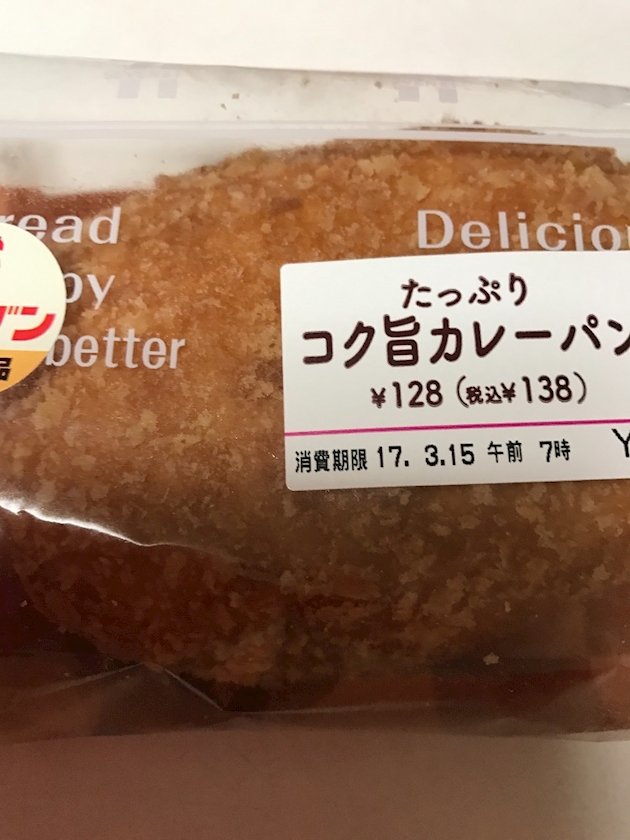 read
Delicio
by
better
品
たっぷり
コク旨カレーパン
¥128(税込¥138)
消費期限 17. 3.15 午前 7時
Y